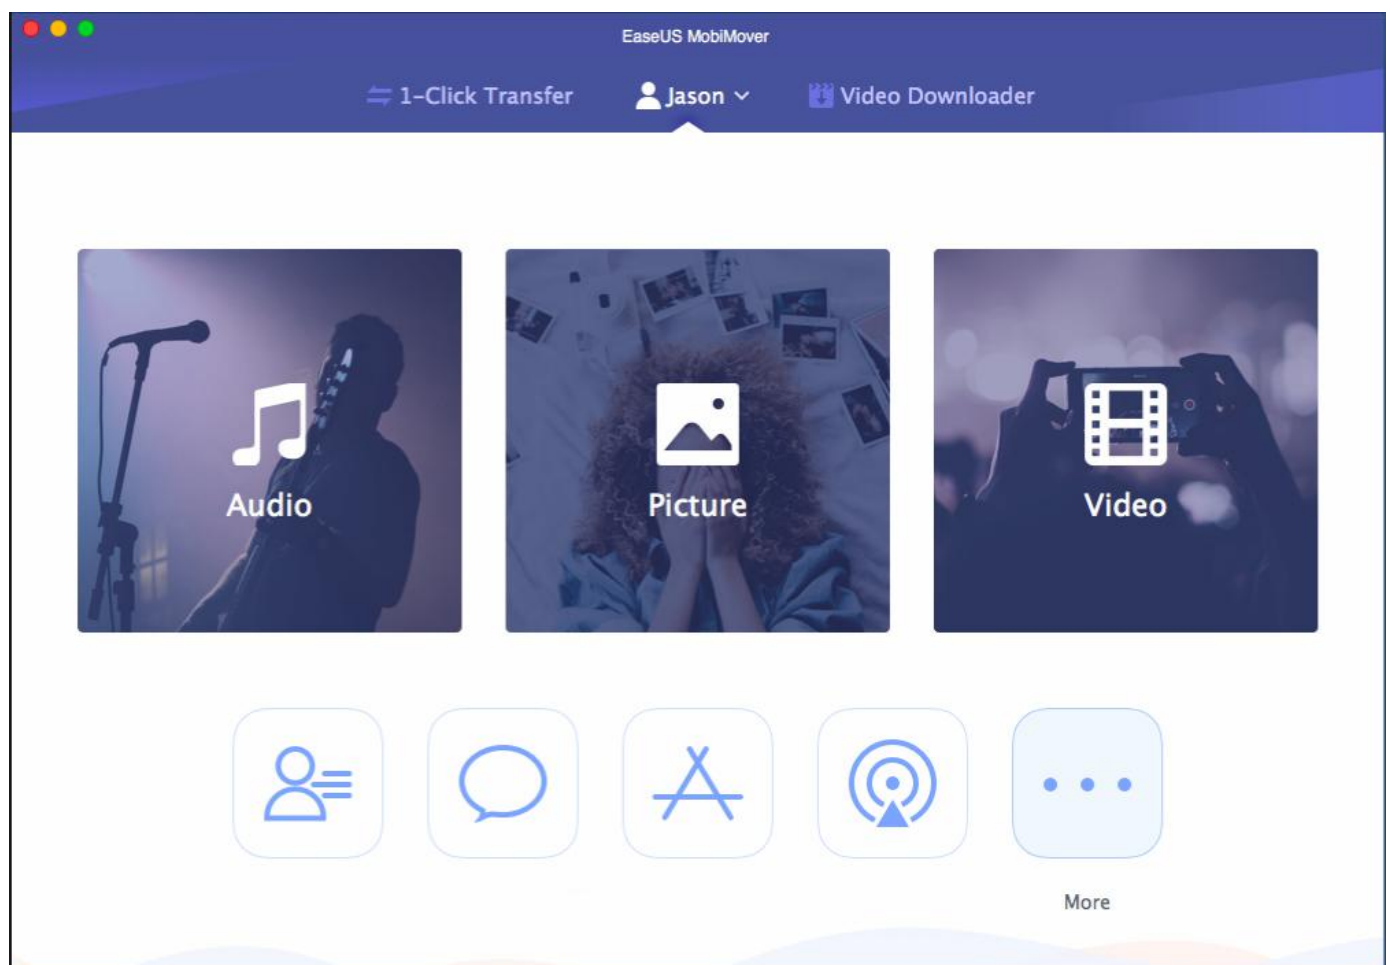 EaseUS MobiMover
1-Click Transfer
Jason
Video Downloader
Audio
Picture
Video
More